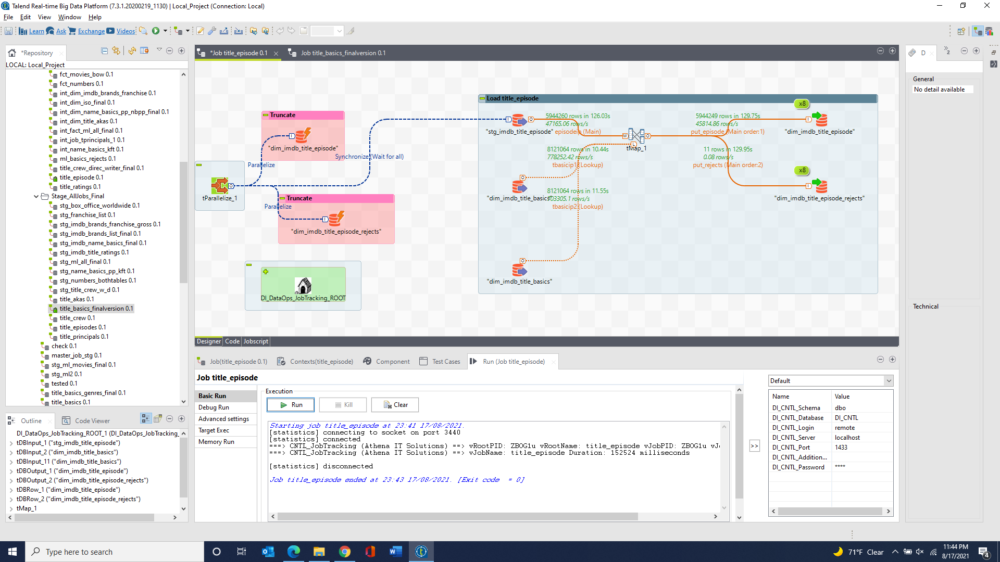 Talend Real-time Big Data Platform (7.3.1.20200219_1130) | Local_Project (Connection: Local)
File Edit View Window Help
Learn Ask Exchange Videos
*Repository
LOCAL: Local_Project
fct_movies_bow 0.1
fct_numbers 0.1
int_dim_imdb_brands_franchise 0.1
int_dim_iso_final 0.1
int_dim_name_basics_pp_nbpp_final 0.1
int_dim_title_akas 0.1
int_fact_ml_all_final 0.1
int_job_tprincipals_1 0.1
int_name_basics_kft 0.1
ml_basics_rejects 0.1
title_crew_direc_writer_final 0.1
title_episode 0.1
title_ratings 0.1
Stage_AllJobs_Final
stg_box_office_worldwide 0.1
stg_franchise_list 0.1
stg_imdb_brands_franchise_gross 0.1
stg_imdb_brands_list_final 0.1
stg_imdb_name_basics_final 0.1
stg_imdb_title_ratings 0.1
stg_ml_all_final 0.1
stg_name_basics_pp_kft 0.1
stg_numbers_bothtables 0.1
stg_title_crew_w_d 0.1
title_akas 0.1
title_basics_finalversion 0.1
title_crew 0.1
title_episodes 0.1
title_principals 0.1
check 0.1
master_job_stg 0.1
stg_ml_movies_final 0.1
stg_ml2 0.1
tested 0.1
title_basics_genres_final 0.1
title_basics 0.1
Outline Code Viewer
DI_DataOps_JobTracking_ROOT_1 (DI_DataOps_JobTracking_
tDBInput_1 ("stg_imdb_title_episode")
tDBInput_2 ("dim_imdb_title_basics")
tDBInput_11 ("dim_imdb_title_basics")
tDBOutput_1 ("dim_imdb_title_episode")
tDBOutput_2 ("dim_imdb_title_episode_rejects")
tDBRow_1 ("dim_imdb_title_episode")
tDBRow_2 ("dim_imdb_title_episode_rejects")
tMap_1
*Job title_episode 0.1 Job title_basics_finalversion 0.1
Truncate
"dim_imdb_title_episode"
Parallelize
Synchronize (Wait for all)
tParallelize_1
Truncate
Parallelize
"dim_imdb_title_episode_rejects"
DI_DataOps_JobTracking_ROOT
Load title_episode
x8
5944260 rows in 126.03s
47165.06 rows/s
"stg_imdb_title_episode" episodeip (Main)
5944249 rows in 129.75s
45814.86 rows/s
put_episode (Main order:1)
"dim_imdb_title_episode"
M O
L
tMap_1
8121064 rows in 10.44s
778252.42 rows/s
tbasicip1 (Lookup)
11 rows in 129.95s
0.08 rows/s
put_rejects (Main order:2)
x8
"dim_imdb_title_basics"
8121064 rows in 11.55s
703305.1 rows/s
tbasicip2 (Lookup)
"dim_imdb_title_episode_rejects"
"dim_imdb_title_basics"
Designer Code Jobscript
Job(title_episode 0.1) Contexts(title_episode) Component Test Cases Run (Job title_episode)
Job title_episode
Basic Run
Debug Run
Advanced settings
Target Exec
Memory Run
Execution
Run Kill Clear
Starting job title_episode at 23:41 17/08/2021.
[statistics] connecting to socket on port 3440
[statistics] connected
===> CNTL_JobTracking (Athena IT Solutions) ==> vRootPID: ZBOG1u vRootName: title_episode vJobPID: ZBOG1u vJ
===> CNTL_JobTracking (Athena IT Solutions) ==> vJobName: title_episode Duration: 152524 milliseconds
[statistics] disconnected
Job title_episode ended at 23:43 17/08/2021. [Exit code  = 0]
>>
Default
Name Value
DI_CNTL_Schema dbo
DI_CNTL_Database DI_CNTL
DI_CNTL_Login remote
DI_CNTL_Server localhost
DI_CNTL_Port 1433
DI_CNTL_Addition...
DI_CNTL_Password ****
D
2
General
No detail available
Technical
Type here to search
71°F Clear
11:44 PM
8/17/2021
4